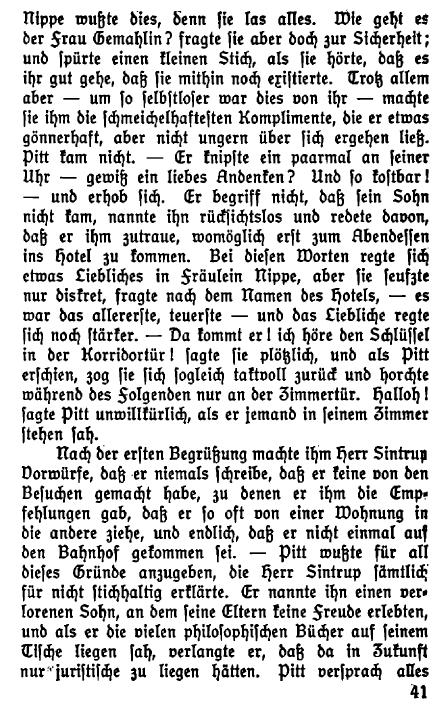 Nippe wußte dies, denn sie las alles. Wie geht es
der Frau Gemahlin? fragte sie aber doch zur Sicherheit;
und spürte einen kleinen Stich, als sie hörte, daß es
ihr gut gehe, daß sie mithin noch existierte. Trotz allem
aber — um so selbstloser war dies von ihr — machte
sie ihm die schmeichelhaftesten Komplimente, die er etwas
gönnerhaft, aber nicht ungern über sich ergehen ließ.
Pitt kam nicht. — Er knipste ein paarmal an seiner
Uhr — gewiß ein liebes Andenken? Und so kostbar!
— und erhob sich. Er begriff nicht, daß sein Sohn
nicht kam, nannte ihn rücksichtslos und redete davon,
daß er ihm zutraue, womöglich erst zum Abendessen
ins Hotel zu kommen. Bei diesen Worten regte sich
etwas Liebliches in Fräulein Nippe, aber sie seufzte
nur diskret, fragte nach dem Namen des Hotels, — es
war das allererste, teuerste — und das Liebliche regte
sich noch stärker. — Da kommt er! ich höre den Schlüssel
in der Korridortür! sagte sie plötzlich, und als Pitt
erschien, zog sie sich sogleich taktvoll zurück und horchte
während des Folgenden nur an der Zimmertür. Halloh!
sagte Pitt unwillkürlich, als er jemand in seinem Zimmer
stehen sah.
Nach der ersten Begrüßung machte ihm Herr Sintrup
Vorwürfe, daß er niemals schreibe, daß er keine von den
Besuchen gemacht habe, zu denen er ihm die Emp-
fehlungen gab, daß er so oft von einer Wohnung in
die andere ziehe, und endlich, daß er nicht einmal auf
den Bahnhof gekommen sei. — Pitt wußte für all
dieses Gründe anzugeben, die Herr Sintrup sämtlich
für nicht stichhaltig erklärte. Er nannte ihn einen ver-
lorenen Sohn, an dem seine Eltern keine Freude erlebten,
und als er die vielen philosophischen Bücher auf seinem
Tische liegen sah, verlangte er, daß da in Zukunft
nur juristische zu liegen hätten. Pitt versprach alles
41